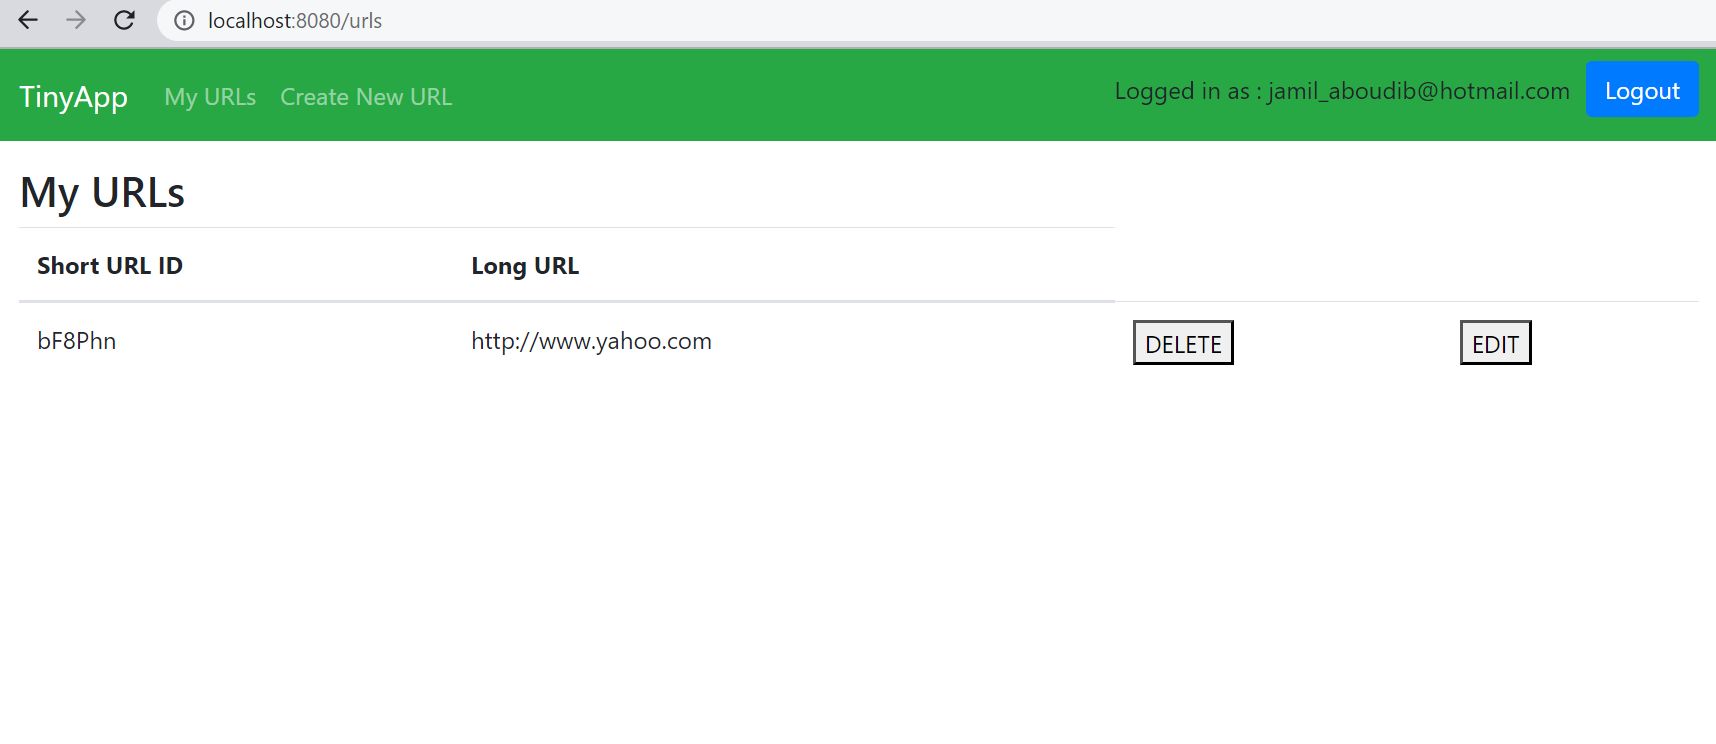 localhost:8080/urls
TinyApp My URLs Create New URL Logged in as : jamil_aboudib@hotmail.com Logout
My URLs
Short URL ID Long URL
bF8Phn http://www.yahoo.com DELETE EDIT